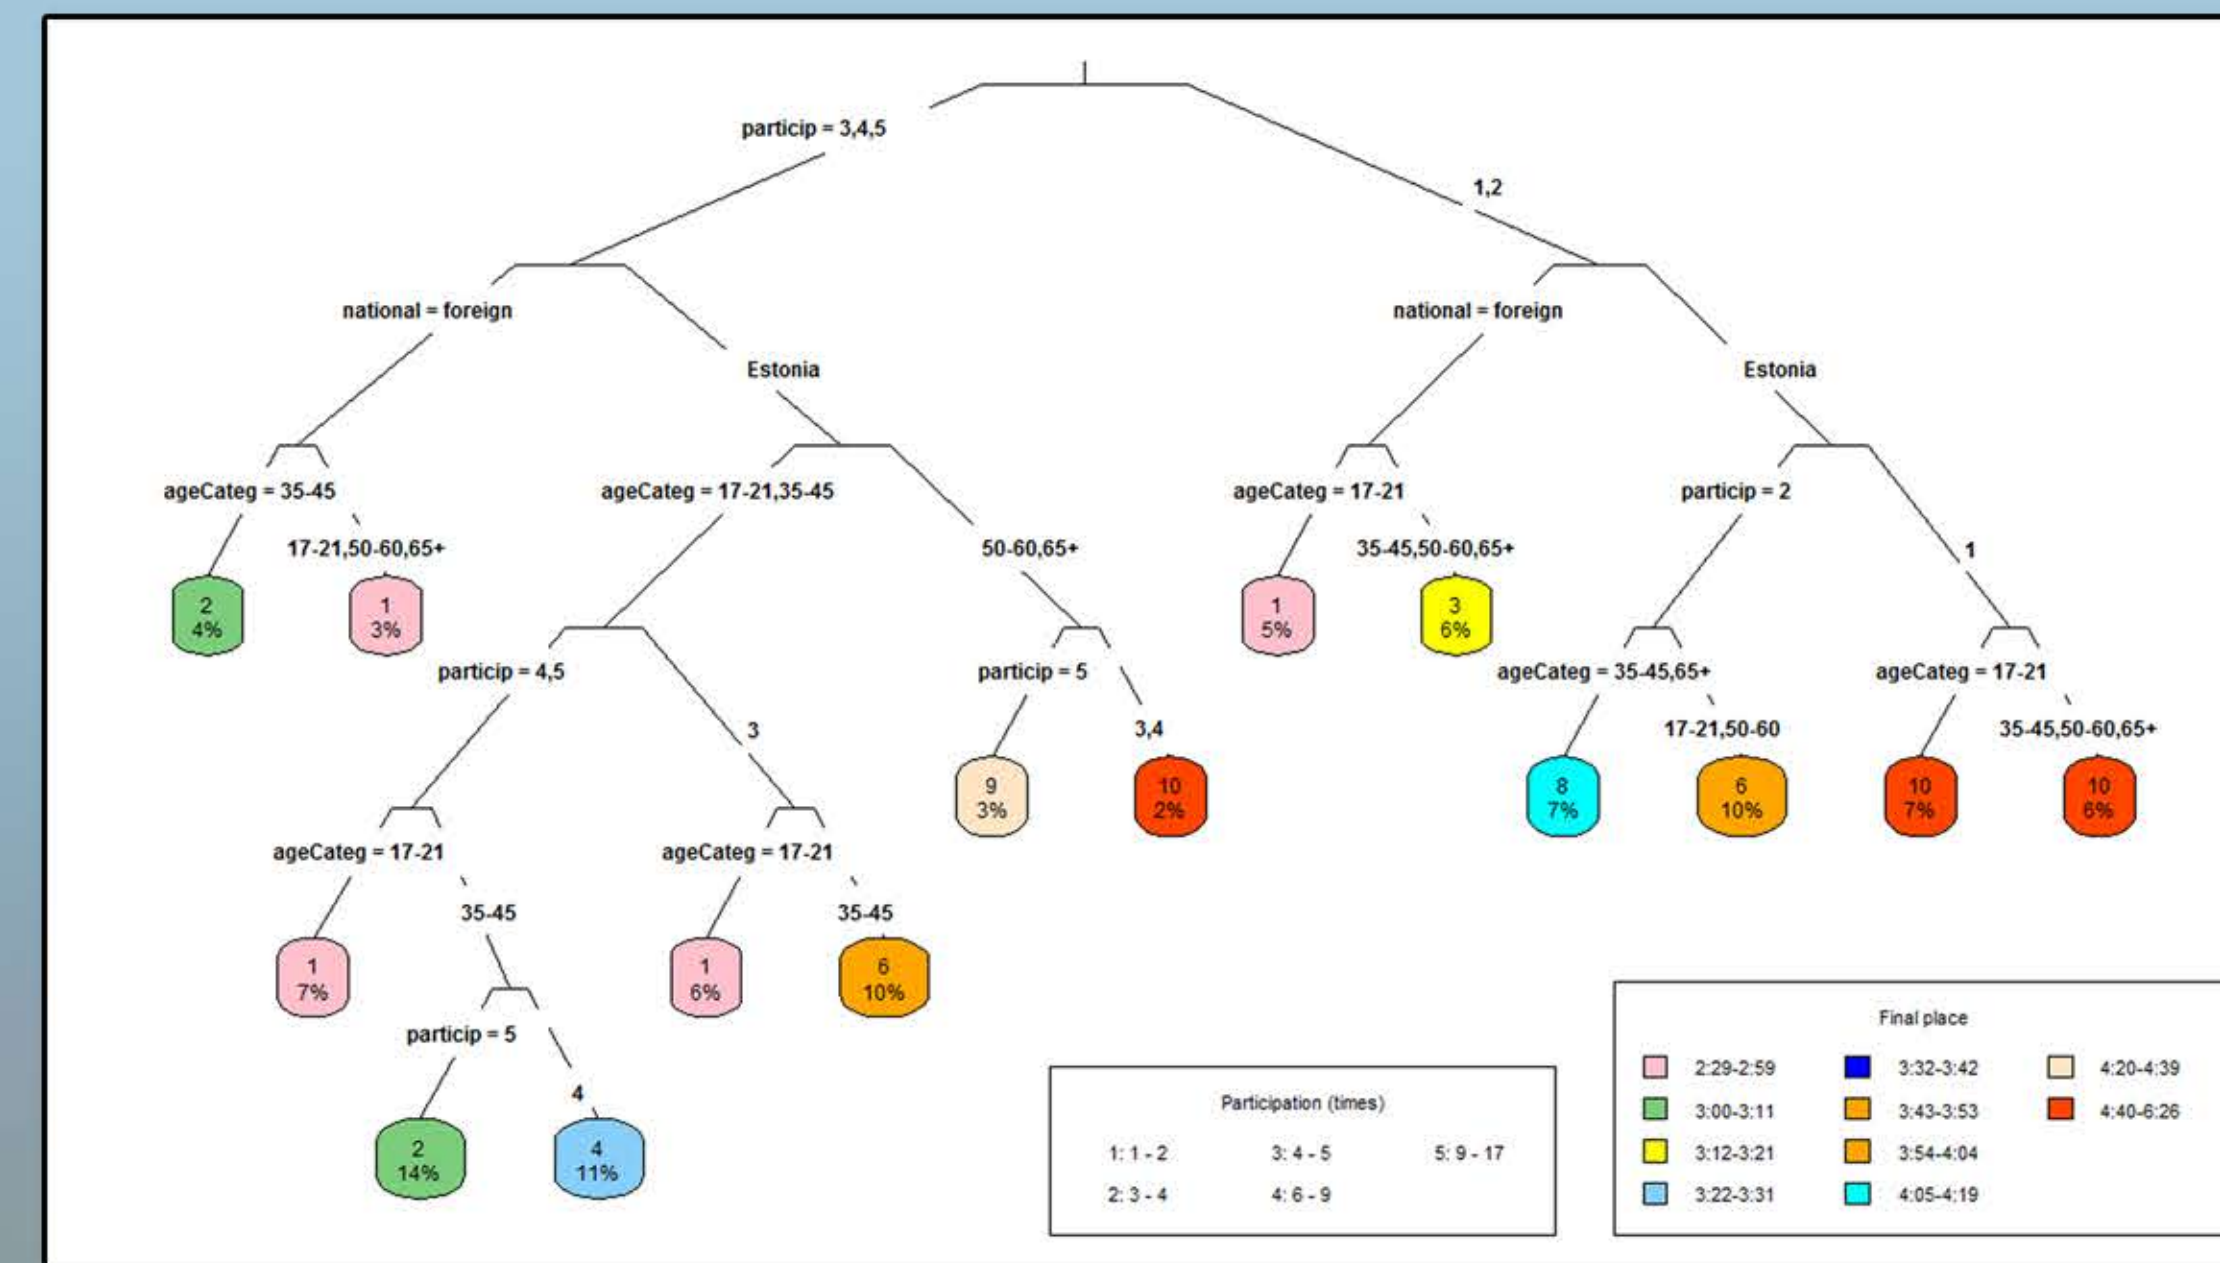 particip = 3,4,5
1,2
national = foreign
national = foreign
Estonia
Estonia
ageCateg = 35-45
ageCateg = 17-21,35-45
ageCateg = 17-21
particip = 2
17-21,50-60,65+
50-60,65+
35-45,50-60,65+
1
2
4%
1
3%
1
5%
3
6%
particip = 4,5
particip = 5
ageCateg = 35-45,65+
ageCateg = 17-21
3
3,4
17-21,50-60
35-45,50-60,65+
9
3%
10
2%
8
7%
6
10%
10
7%
10
6%
ageCateg = 17-21
ageCateg = 17-21
35-45
35-45
1
7%
1
6%
6
10%
particip = 5
4
2
14%
4
11%
Participation (times)
1: 1 - 2
3: 4 - 5
5: 9 - 17
2: 3 - 4
4: 6 - 9
Final place
2:29-2:59
3:32-3:42
4:20-4:39
3:00-3:11
3:43-3:53
4:40-6:26
3:12-3:21
3:54-4:04
3:22-3:31
4:05-4:19